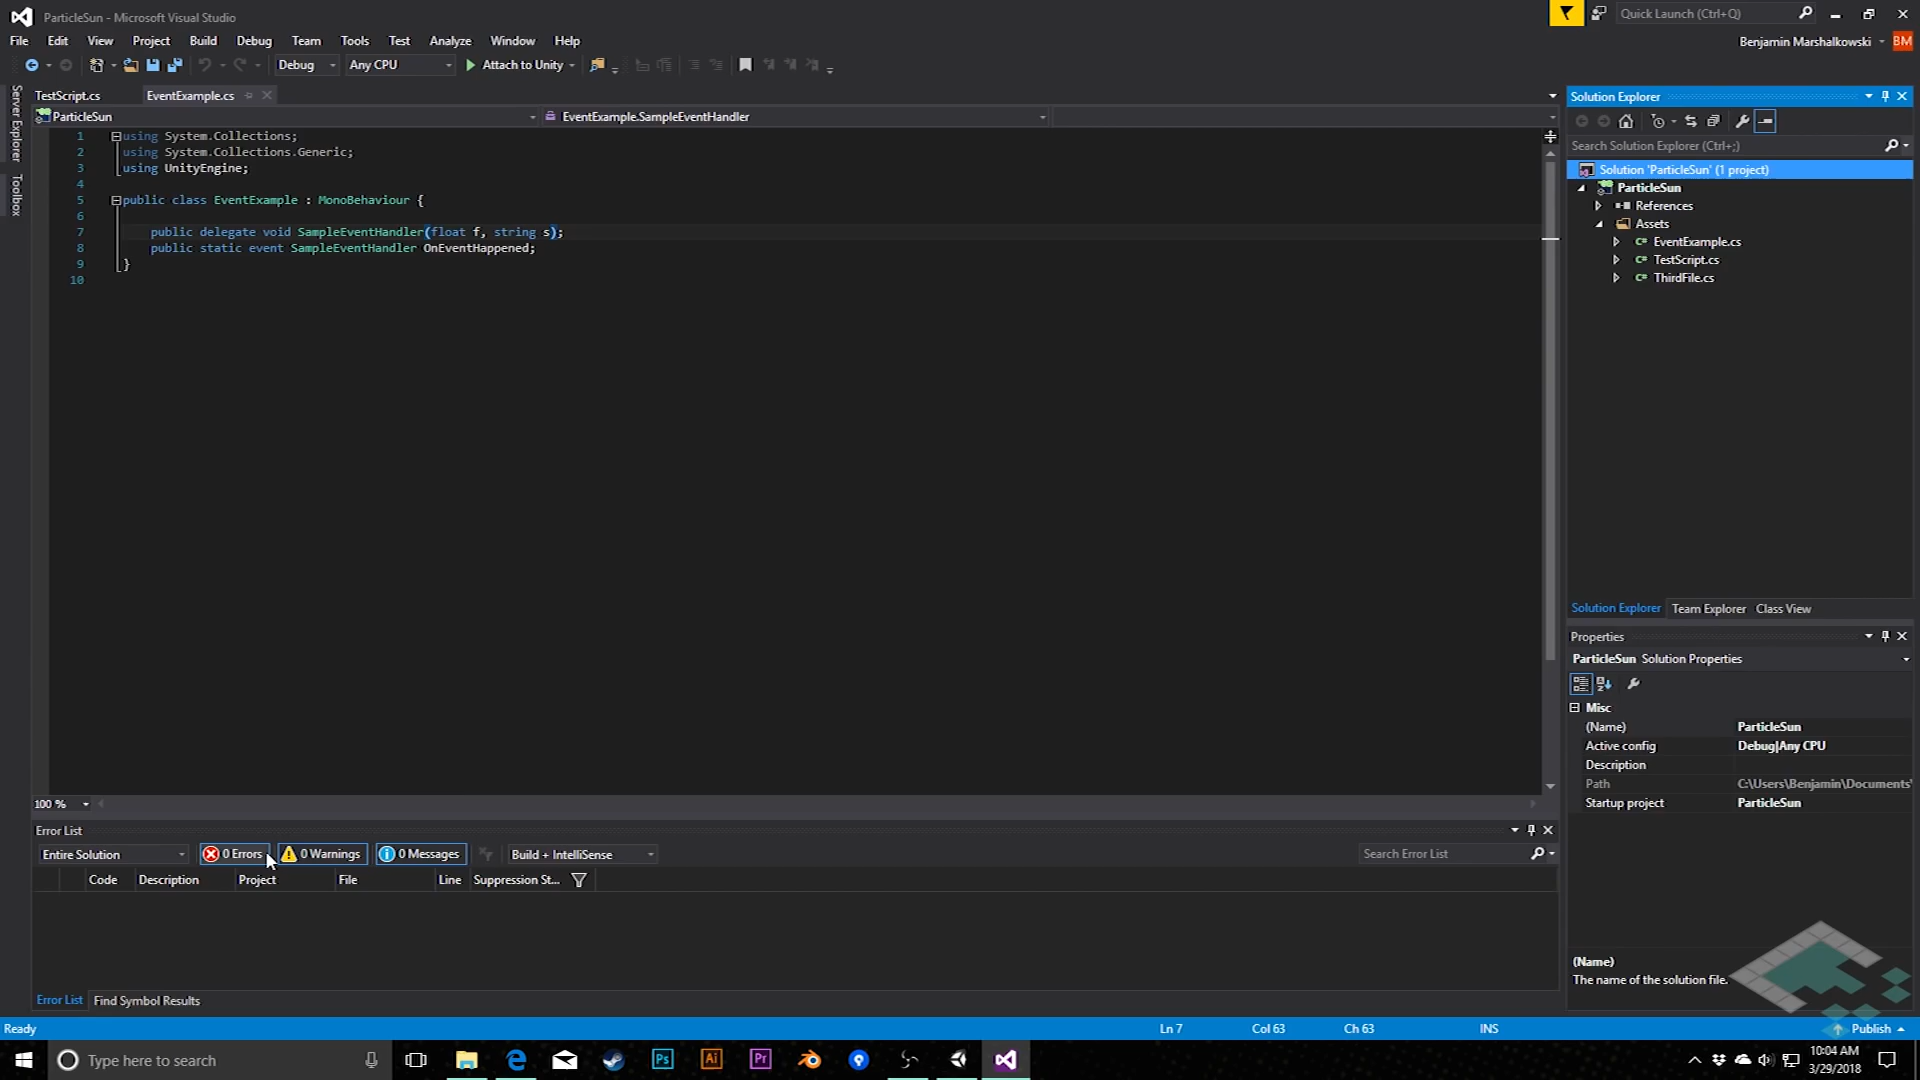 ParticleSun - Microsoft Visual Studio
Quick Launch (Ctrl+Q)
File Edit View Project Build Debug Team Tools Test Analyze Window Help
Benjamin Marshalkowski BM
Debug Any CPU Attach to Unity
Server Explorer
Toolbox
TestScript.cs EventExample.cs
ParticleSun EventExample.SampleEventHandler
1 using System.Collections;
2 using System.Collections.Generic;
3 using UnityEngine;
4
5 public class EventExample : MonoBehaviour {
6
7 public delegate void SampleEventHandler(float f, string s);
8 public static event SampleEventHandler OnEventHappened;
9 }
10
100 %
Solution Explorer
Search Solution Explorer (Ctrl+;)
Solution 'ParticleSun' (1 project)
ParticleSun
References
Assets
C# EventExample.cs
C# TestScript.cs
C# ThirdFile.cs
Solution Explorer Team Explorer Class View
Properties
ParticleSun Solution Properties
Misc
(Name) ParticleSun
Active config Debug|Any CPU
Description
Path C:\Users\Benjamin\Documents\
Startup project ParticleSun
(Name)
The name of the solution file.
Error List
Entire Solution 0 Errors 0 Warnings 0 Messages Build + IntelliSense Search Error List
Code Description Project File Line Suppression St...
Error List Find Symbol Results
Ready Ln 7 Col 63 Ch 63 INS Publish
Type here to search Ps Ai Pr 10:04 AM
3/29/2018